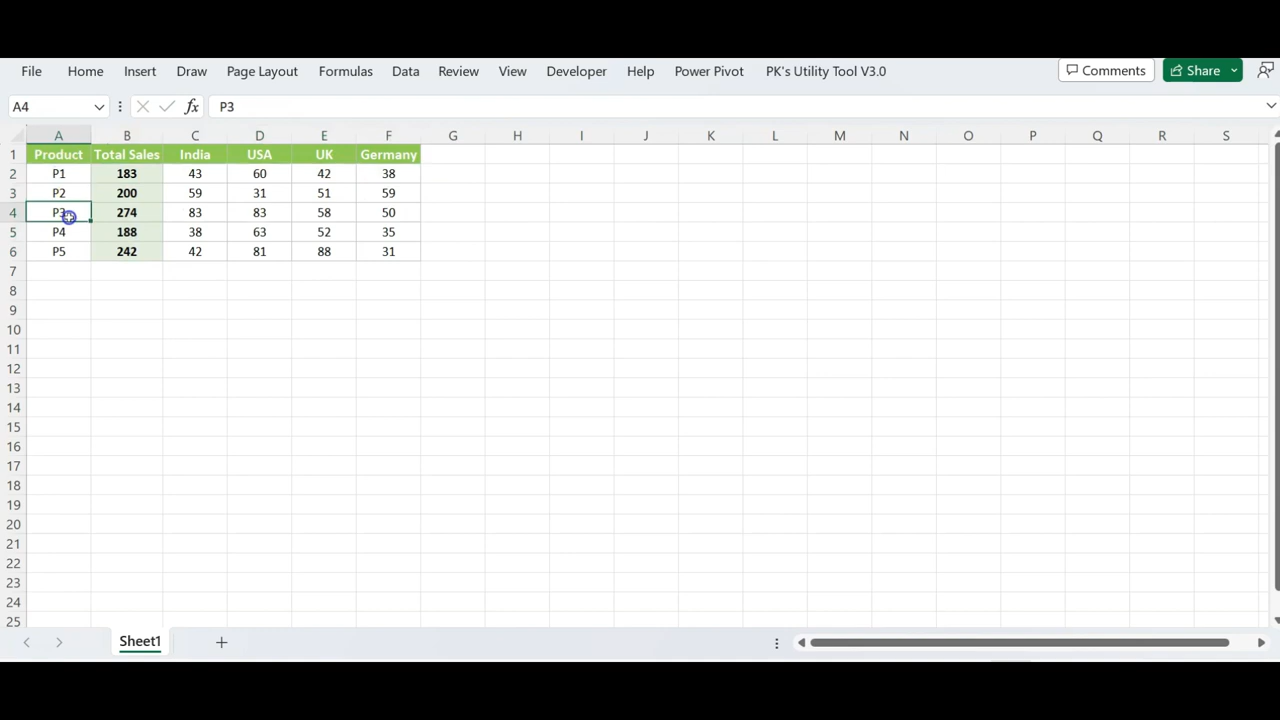 File Home Insert Draw Page Layout Formulas Data Review View Developer Help Power Pivot PK's Utility Tool V3.0 Comments Share
A4 fx P3
A B C D E F G H I J K L M N O P Q R S
1 Product Total Sales India USA UK Germany
2 P1 183 43 60 42 38
3 P2 200 59 31 51 59
4 P3 274 83 83 58 50
5 P4 188 38 63 52 35
6 P5 242 42 81 88 31
7
8
9
10
11
12
13
14
15
16
17
18
19
20
21
22
23
24
25
Sheet1